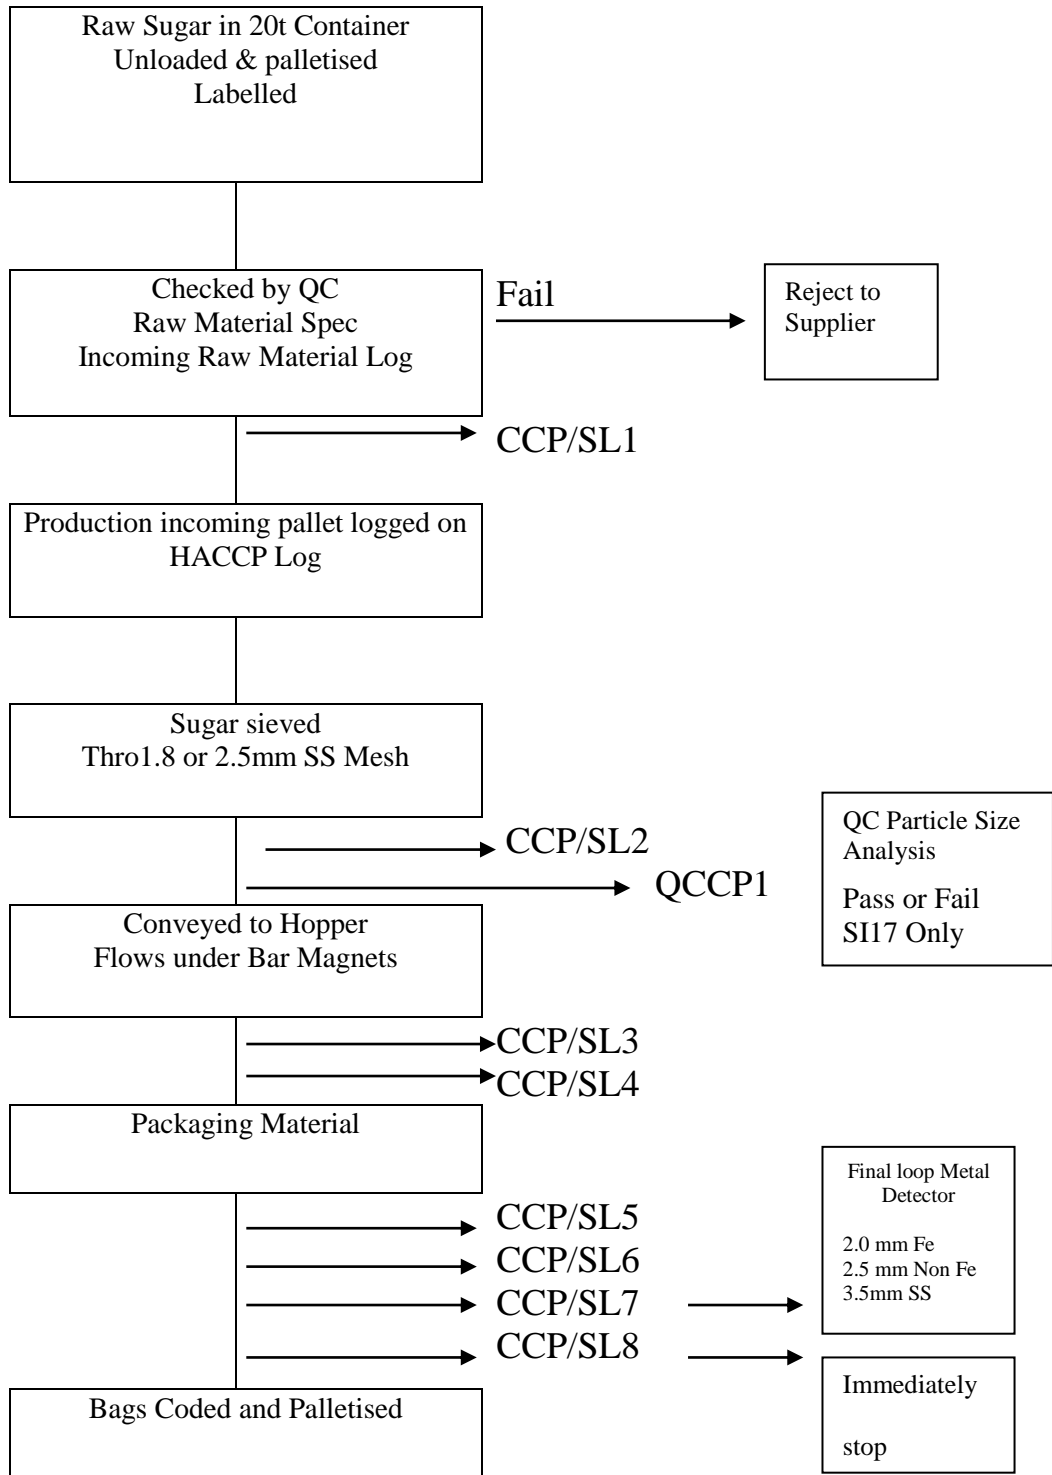 Raw Sugar in 20t Container
Unloaded & palletised
Labelled
Checked by QC
Raw Material Spec
Incoming Raw Material Log
Fail
Reject to
Supplier
CCP/SL1
Production incoming pallet logged on
HACCP Log
Sugar sieved
Thro1.8 or 2.5mm SS Mesh
CCP/SL2
QCCP1
QC Particle Size
Analysis
Pass or Fail
SI17 Only
Conveyed to Hopper
Flows under Bar Magnets
CCP/SL3
CCP/SL4
Packaging Material
CCP/SL5
CCP/SL6
CCP/SL7
CCP/SL8
Final loop Metal
Detector
2.0 mm Fe
2.5 mm Non Fe
3.5mm SS
Immediately
stop
Bags Coded and Palletised